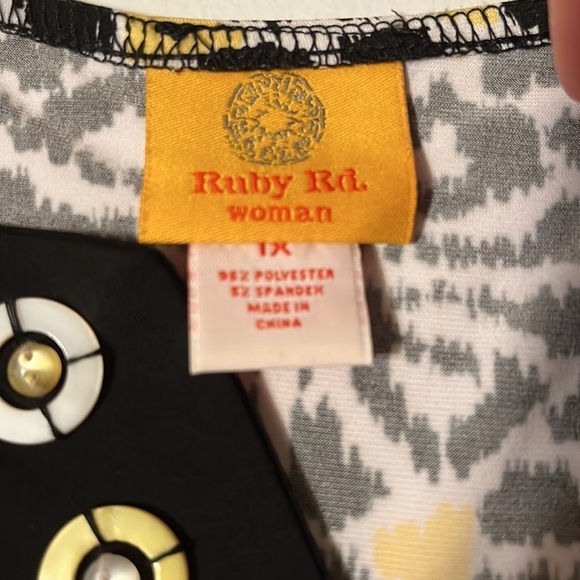 Ruby Rd.
woman
1X
95% POLYESTER
5% SPANDEX
MADE IN
CHINA